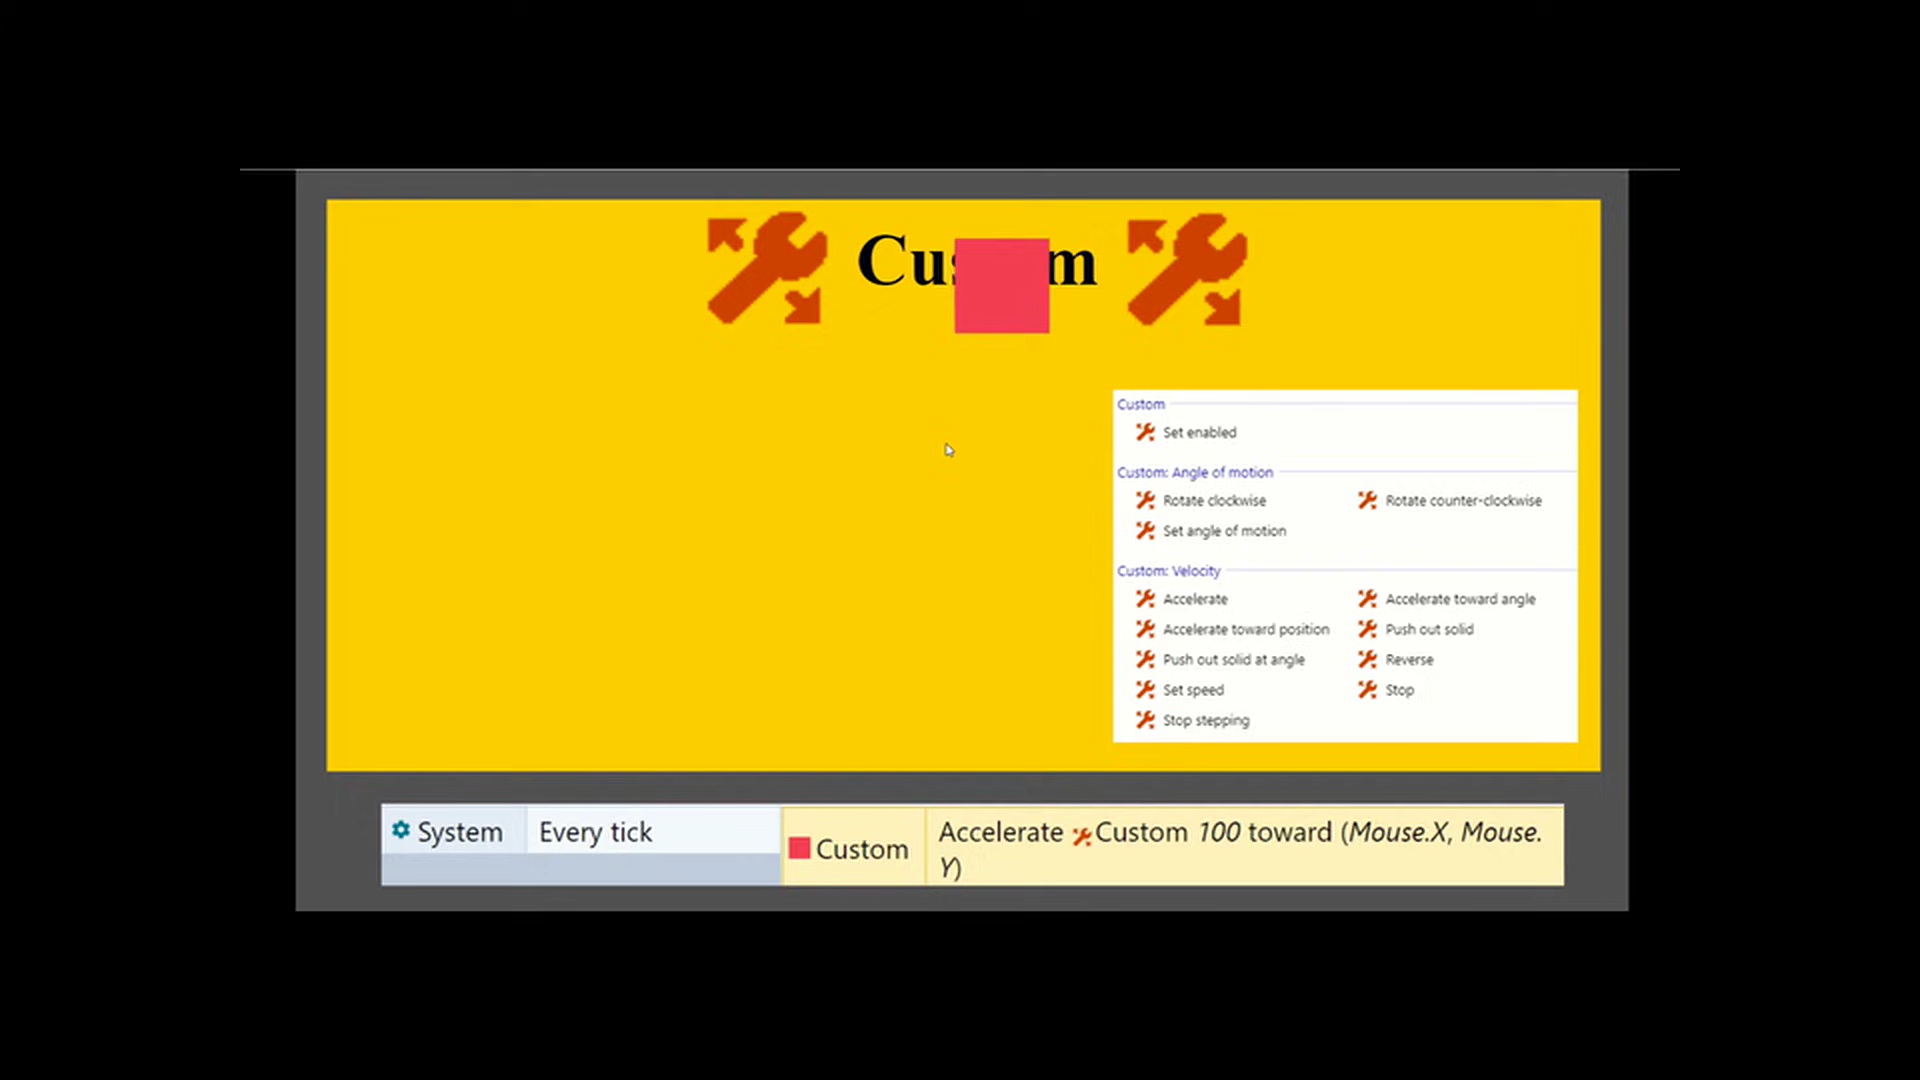 Cu m
Custom
Set enabled
Custom: Angle of motion
Rotate clockwise Rotate counter-clockwise
Set angle of motion
Custom: Velocity
Accelerate Accelerate toward angle
Accelerate toward position Push out solid
Push out solid at angle Reverse
Set speed Stop
Stop stepping
System Every tick Custom Accelerate Custom 100 toward (Mouse.X, Mouse.
Y)